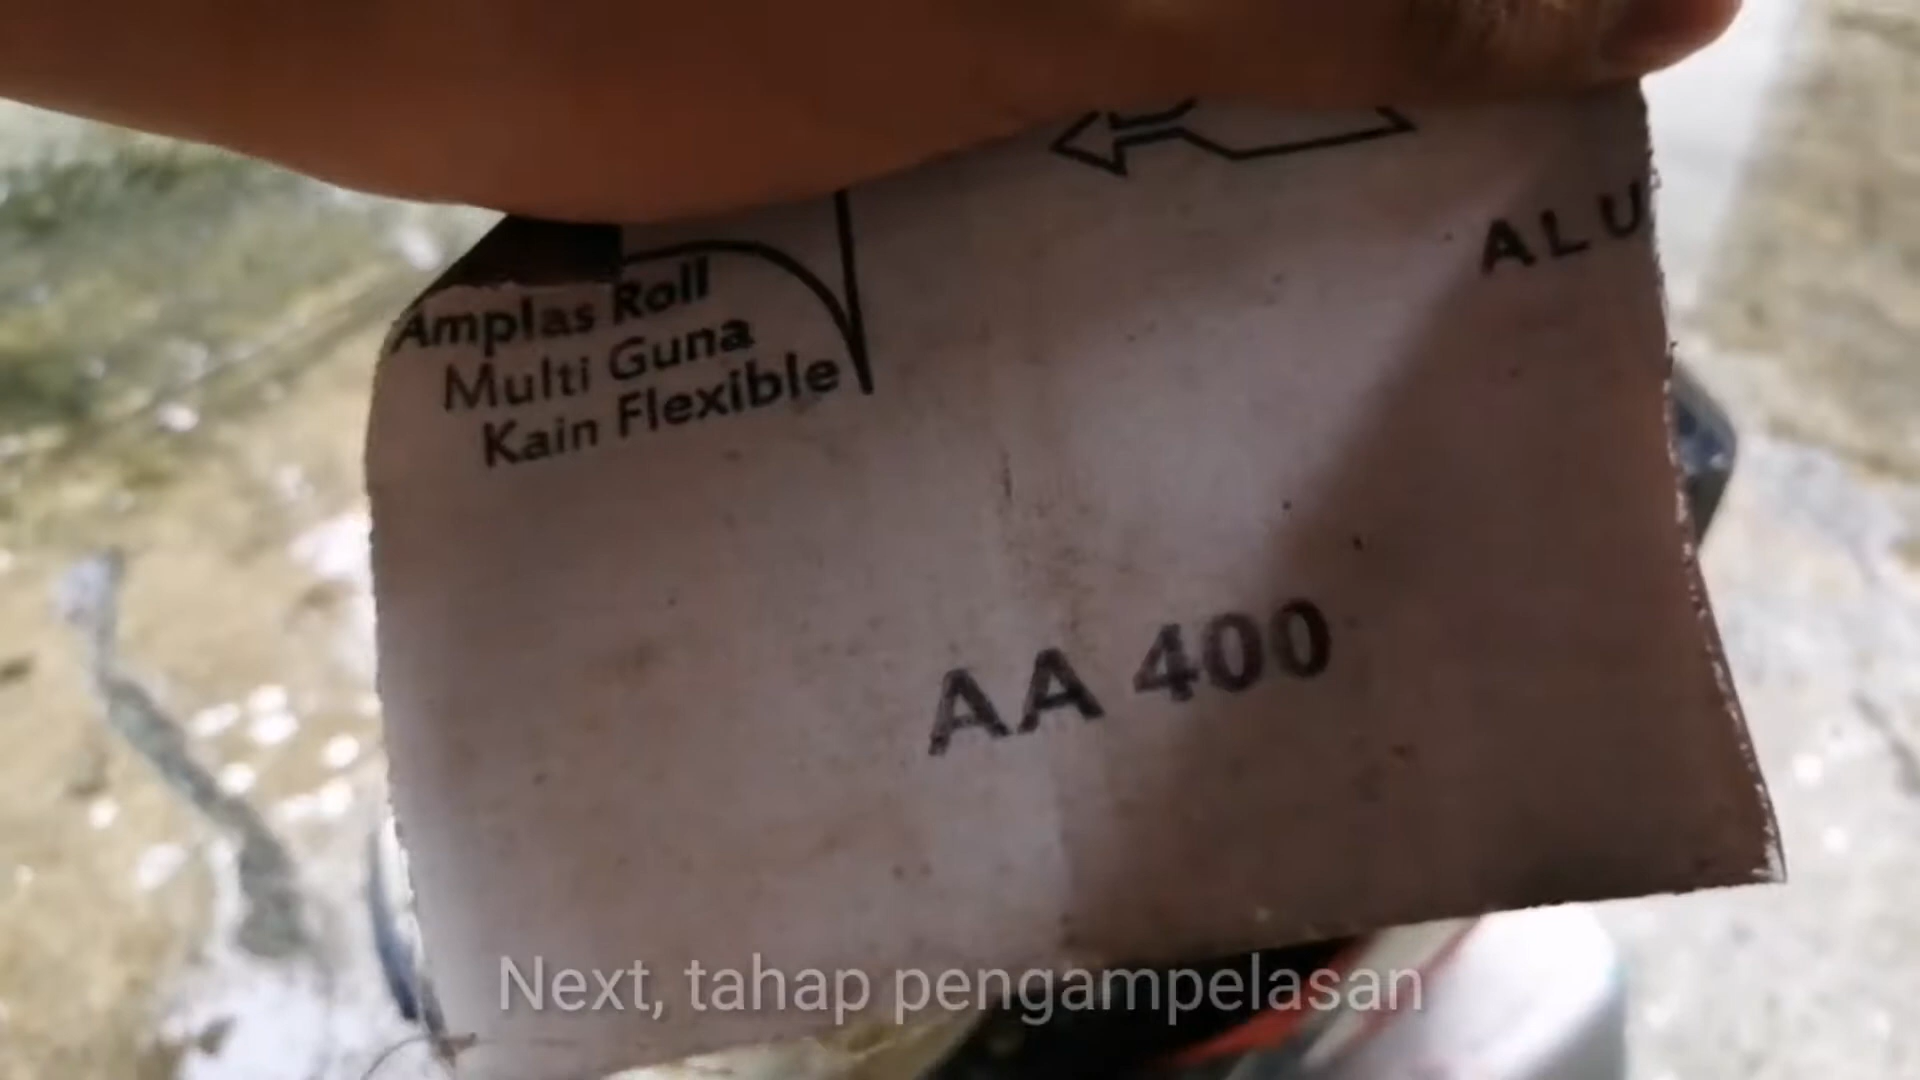 ALU
Amplas Roll
Multi Guna
Kain Flexible
AA 400
Next, tahap pengampelasan